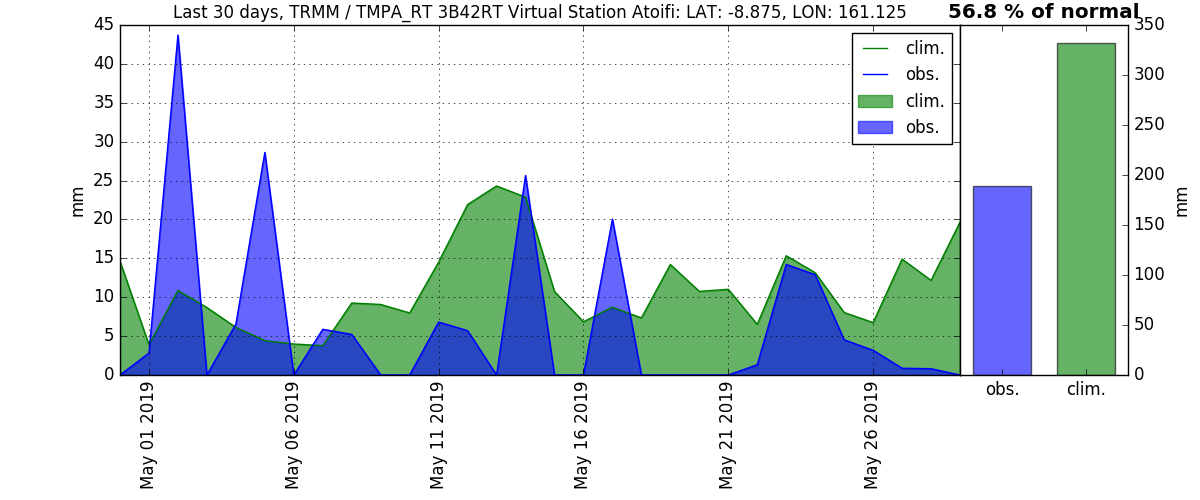 Last 30 days, TRMM / TMPA_RT 3B42RT Virtual Station Atoifi: LAT: -8.875, LON: 161.125
56.8 % of normal
45
40
35
30
25
20
15
10
5
0
mm
clim.
obs.
clim.
obs.
May 01 2019
May 06 2019
May 11 2019
May 16 2019
May 21 2019
May 26 2019
350
300
250
200
150
100
50
0
mm
obs.
clim.